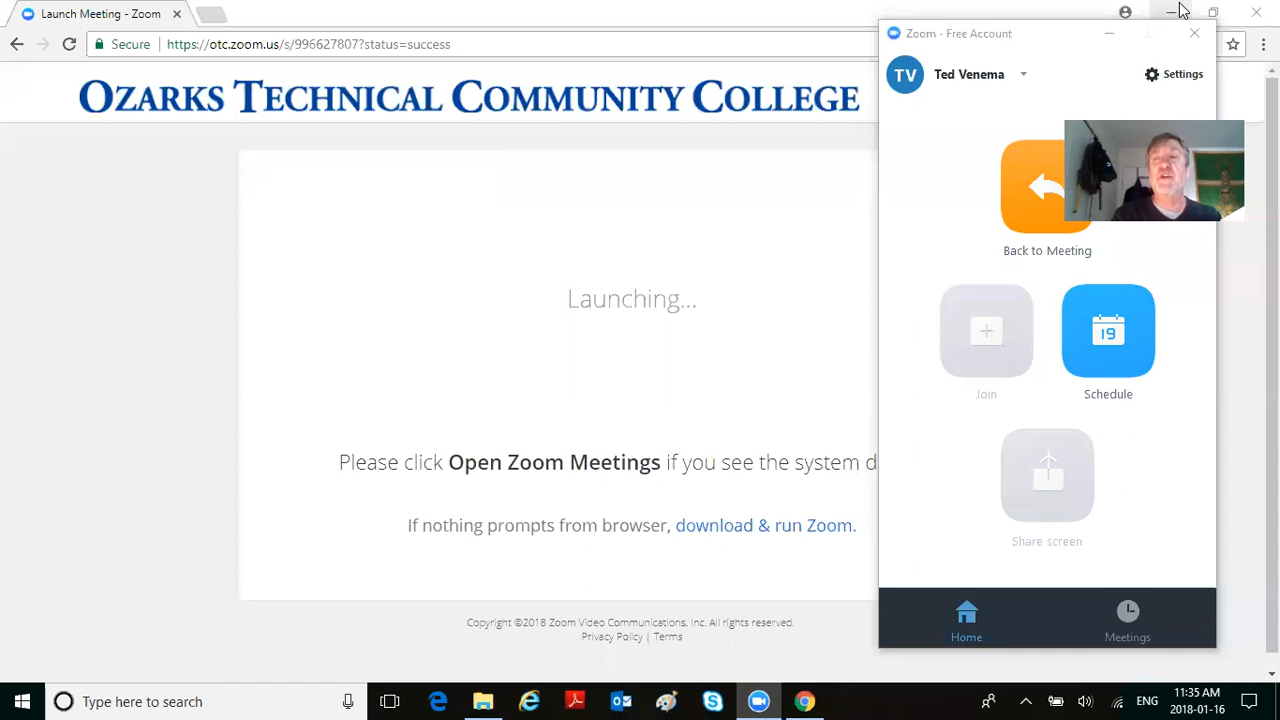 Launch Meeting - Zoom
Secure
https://otc.zoom.us/s/996627807?status=success
OZARKS TECHNICAL COMMUNITY COLLEGE
Launching...
Please click Open Zoom Meetings if you see the system d
If nothing prompts from browser, download & run Zoom.
Copyright ©2018 Zoom Video Communications, Inc. All rights reserved.
Privacy Policy | Terms
Zoom - Free Account
TV
Ted Venema
Settings
Back to Meeting
Join
19
Schedule
Share screen
Home
Meetings
Type here to search
ENG
11:35 AM
2018-01-16